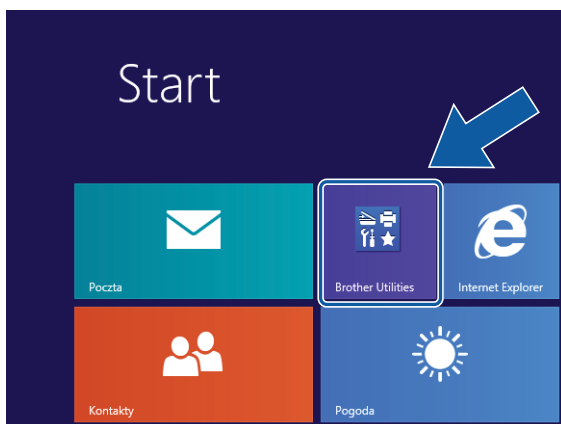 Start
Poczta
Brother Utilities
Internet Explorer
Kontakty
Pogoda